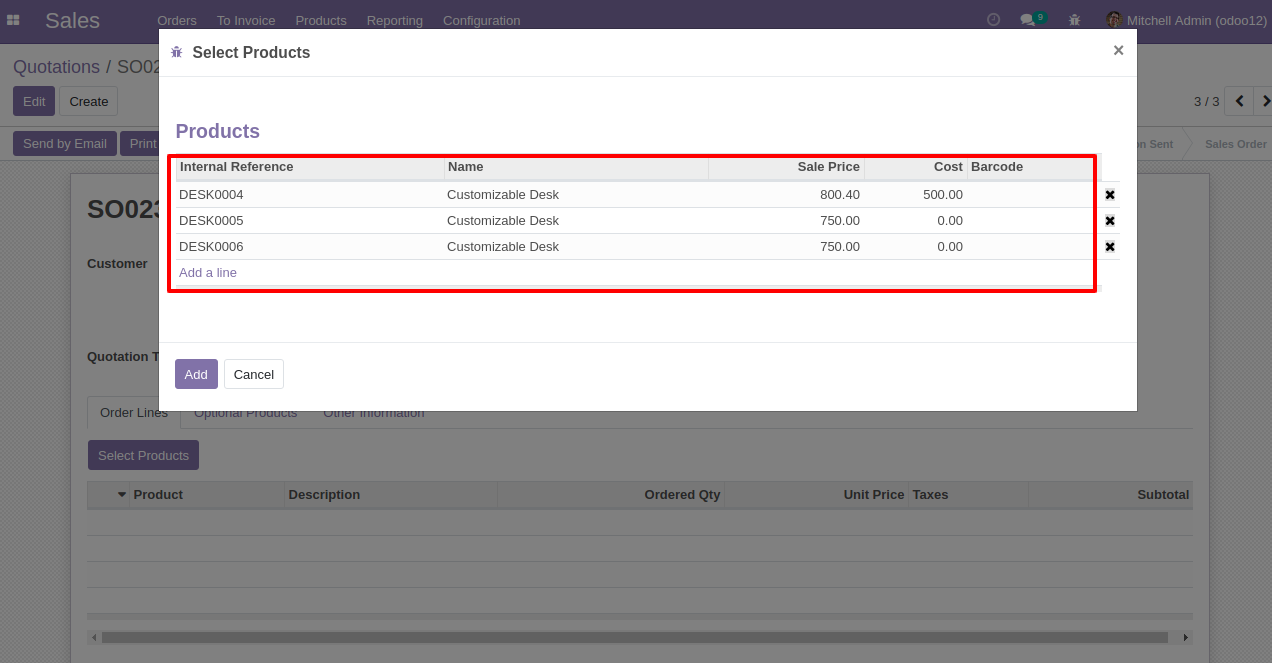 Sales Orders To Invoice Products Reporting Configuration 9 Mitchell Admin (odoo12)
Select Products ×
Quotations / SO02
Edit Create 3 / 3
Send by Email Print on Sent Sales Order
Products
Internal Reference Name Sale Price Cost Barcode
DESK0004 Customizable Desk 800.40 500.00
DESK0005 Customizable Desk 750.00 0.00
DESK0006 Customizable Desk 750.00 0.00
Add a line
SO023
Customer
Quotation T
Add Cancel
Order Lines Optional Products Other Information
Select Products
Product Description Ordered Qty Unit Price Taxes Subtotal